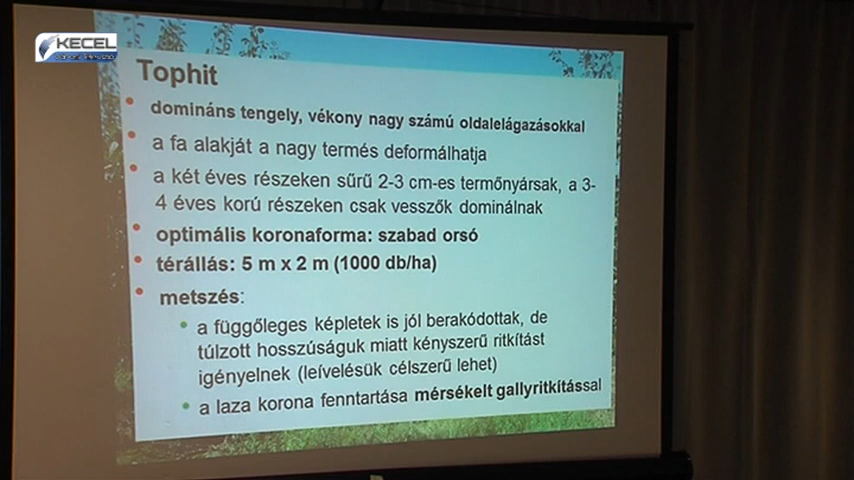 KECEL
Tophit
domináns tengely, vékony nagy számú oldalelágazásokkal
a fa alakját a nagy termés deformálhatja
a két éves részeken sűrű 2-3 cm-es termőnyársak, a 3-
4 éves korú részeken csak vesszők dominálnak
optimális koronaforma: szabad orsó
térállás: 5 m x 2 m (1000 db/ha)
metszés:
a függőleges képletek is jól berakódottak, de
túlzott hosszúságuk miatt kényszerű ritkítást
igényelnek (leívelésük célszerű lehet)
a laza korona fenntartása mérsékelt gallyritkítással